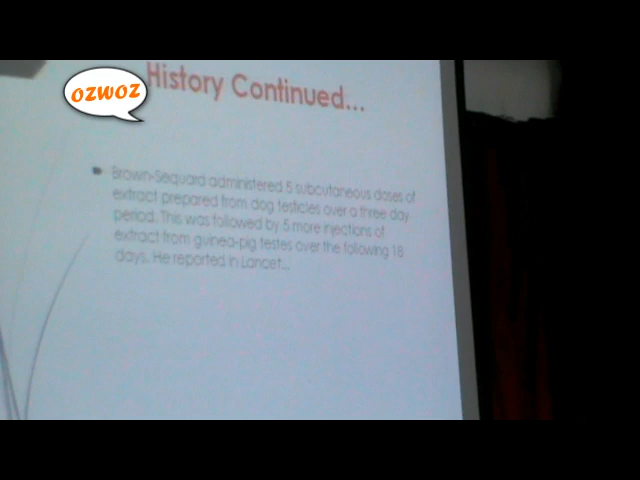 ozwoz
History Continued...
Brown-Sequard administered 5 subcutaneous doses of
extract prepared from dog testicles over a three day
period. This was followed by 5 more injections of
extract from guinea-pig testes over the following 18
days. He reported in Lancet...